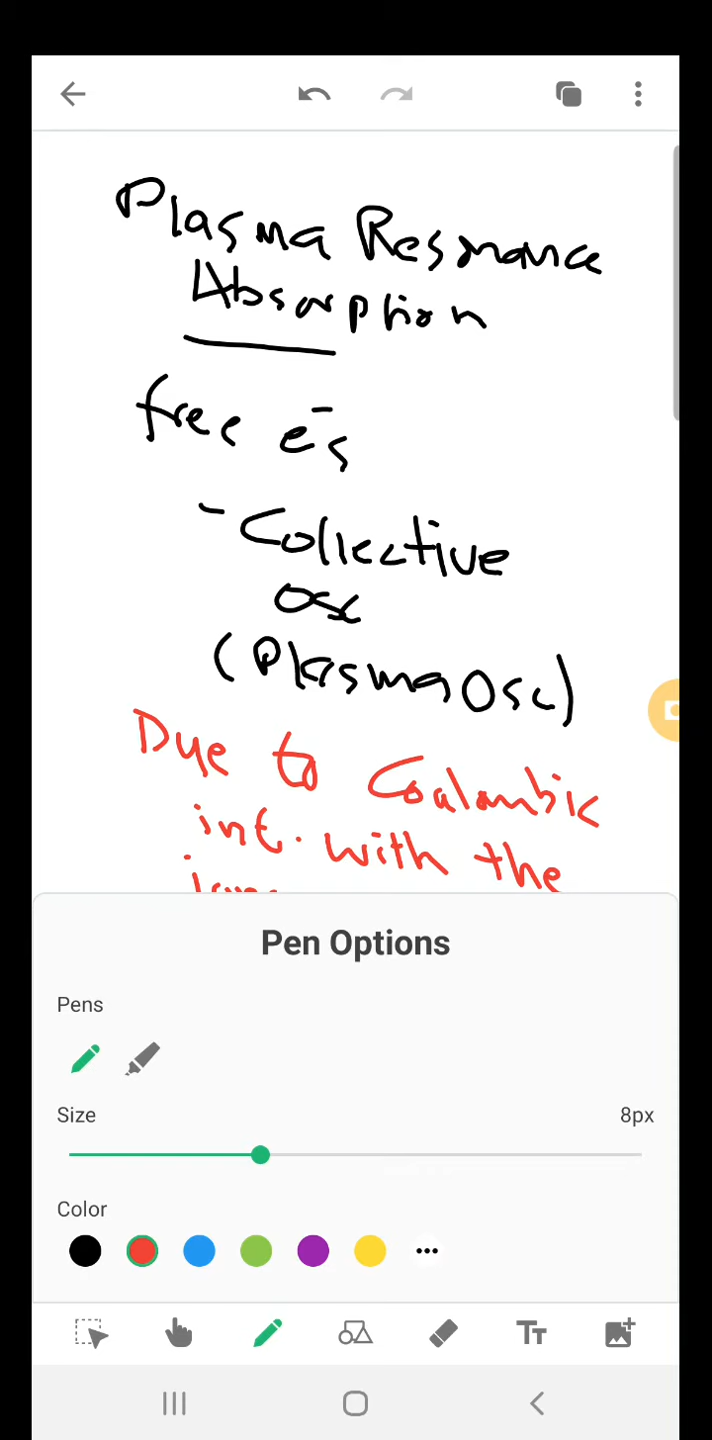 Plasma Resonance
Absorption
free e⁻s
- Collective
Osc
(Plasma Osc)
Due to Coulombic
int. with the
Pen Options
Pens
Size 8px
Color